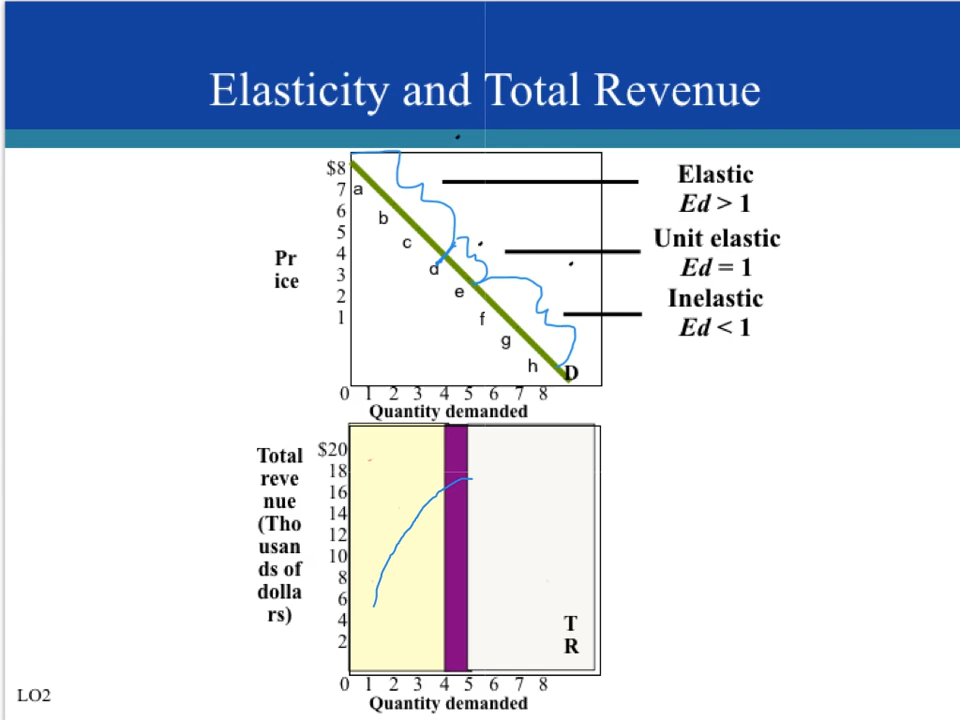 Elasticity and Total Revenue
$8
7
6
5
4
3
2
1
Pr
ice
a
b
c
d
e
f
g
h
D
0 1 2 3 4 5 6 7 8
Quantity demanded
Elastic
Ed > 1
Unit elastic
Ed = 1
Inelastic
Ed < 1
Total
reve
nue
(Tho
usan
ds of
dolla
rs)
$20
18
16
14
12
10
8
6
4
2
T
R
0 1 2 3 4 5 6 7 8
Quantity demanded
LO2